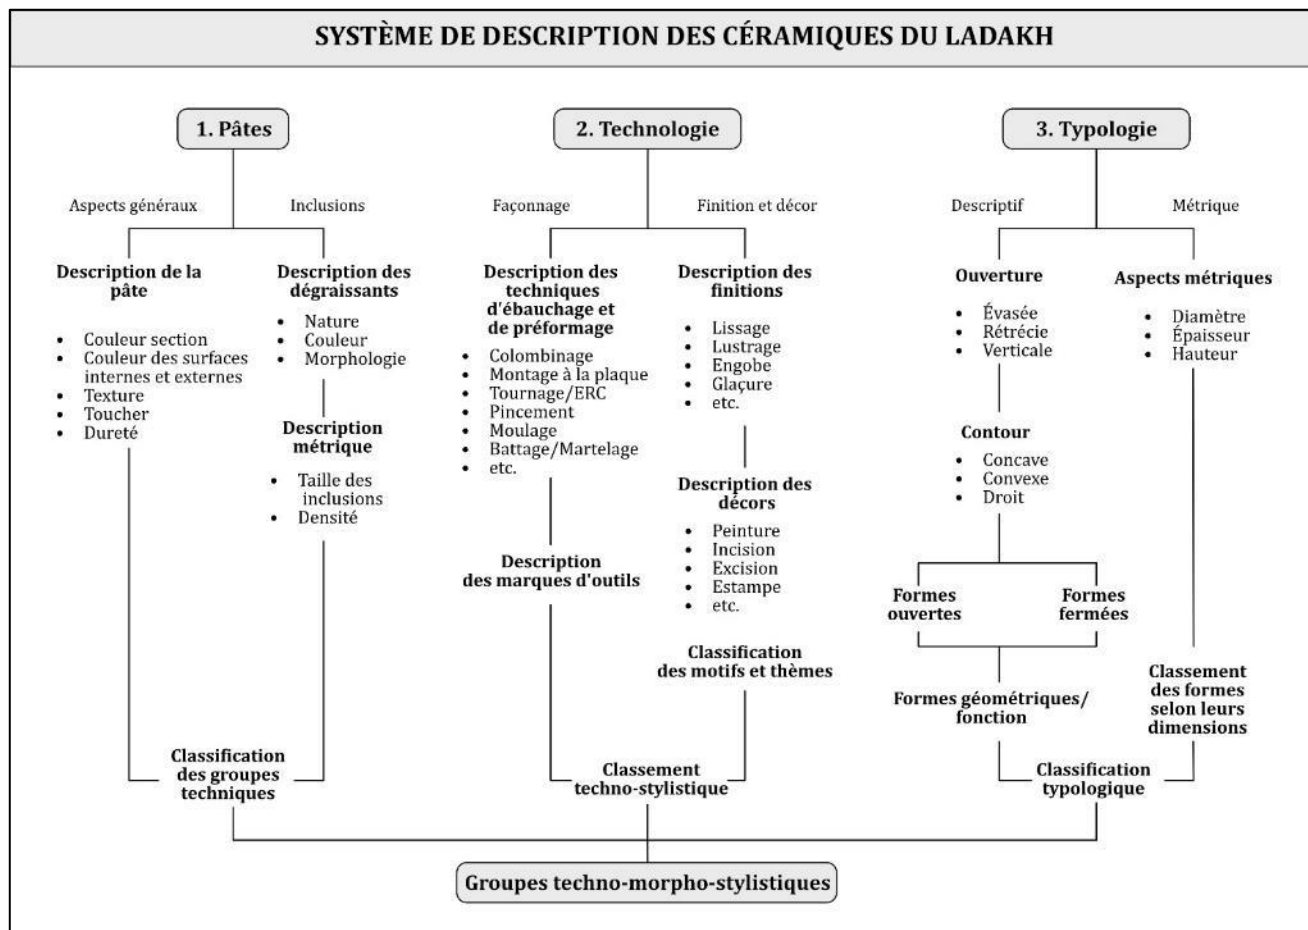 SYSTÈME DE DESCRIPTION DES CÉRAMIQUES DU LADAKH
1. Pâtes
Aspects généraux
Inclusions
Description de la
pâte
• Couleur section
• Couleur des surfaces
internes et externes
• Texture
• Toucher
• Dureté
Description des
dégraissants
• Nature
• Couleur
• Morphologie
Description
métrique
• Taille des
inclusions
• Densité
Classification
des groupes
techniques
2. Technologie
Façonnage
Finition et décor
Description des
techniques
d'ébauchage et
de préformage
• Colombinage
• Montage à la plaque
• Tournage/ERC
• Pincement
• Moulage
• Battage/Martelage
• etc.
Description
des marques d'outils
Description des
finitions
• Lissage
• Lustrage
• Engobe
• Glaçure
• etc.
Description des
décors
• Peinture
• Incision
• Excision
• Estampe
• etc.
Classification
des motifs et thèmes
Classement
techno-stylistique
3. Typologie
Descriptif
Métrique
Ouverture
• Évasée
• Rétrécie
• Verticale
Contour
• Concave
• Convexe
• Droit
Formes
ouvertes
Formes
fermées
Formes géométriques/
fonction
Aspects métriques
• Diamètre
• Épaisseur
• Hauteur
Classement
des formes
selon leurs
dimensions
Classification
typologique
Groupes techno-morpho-stylistiques